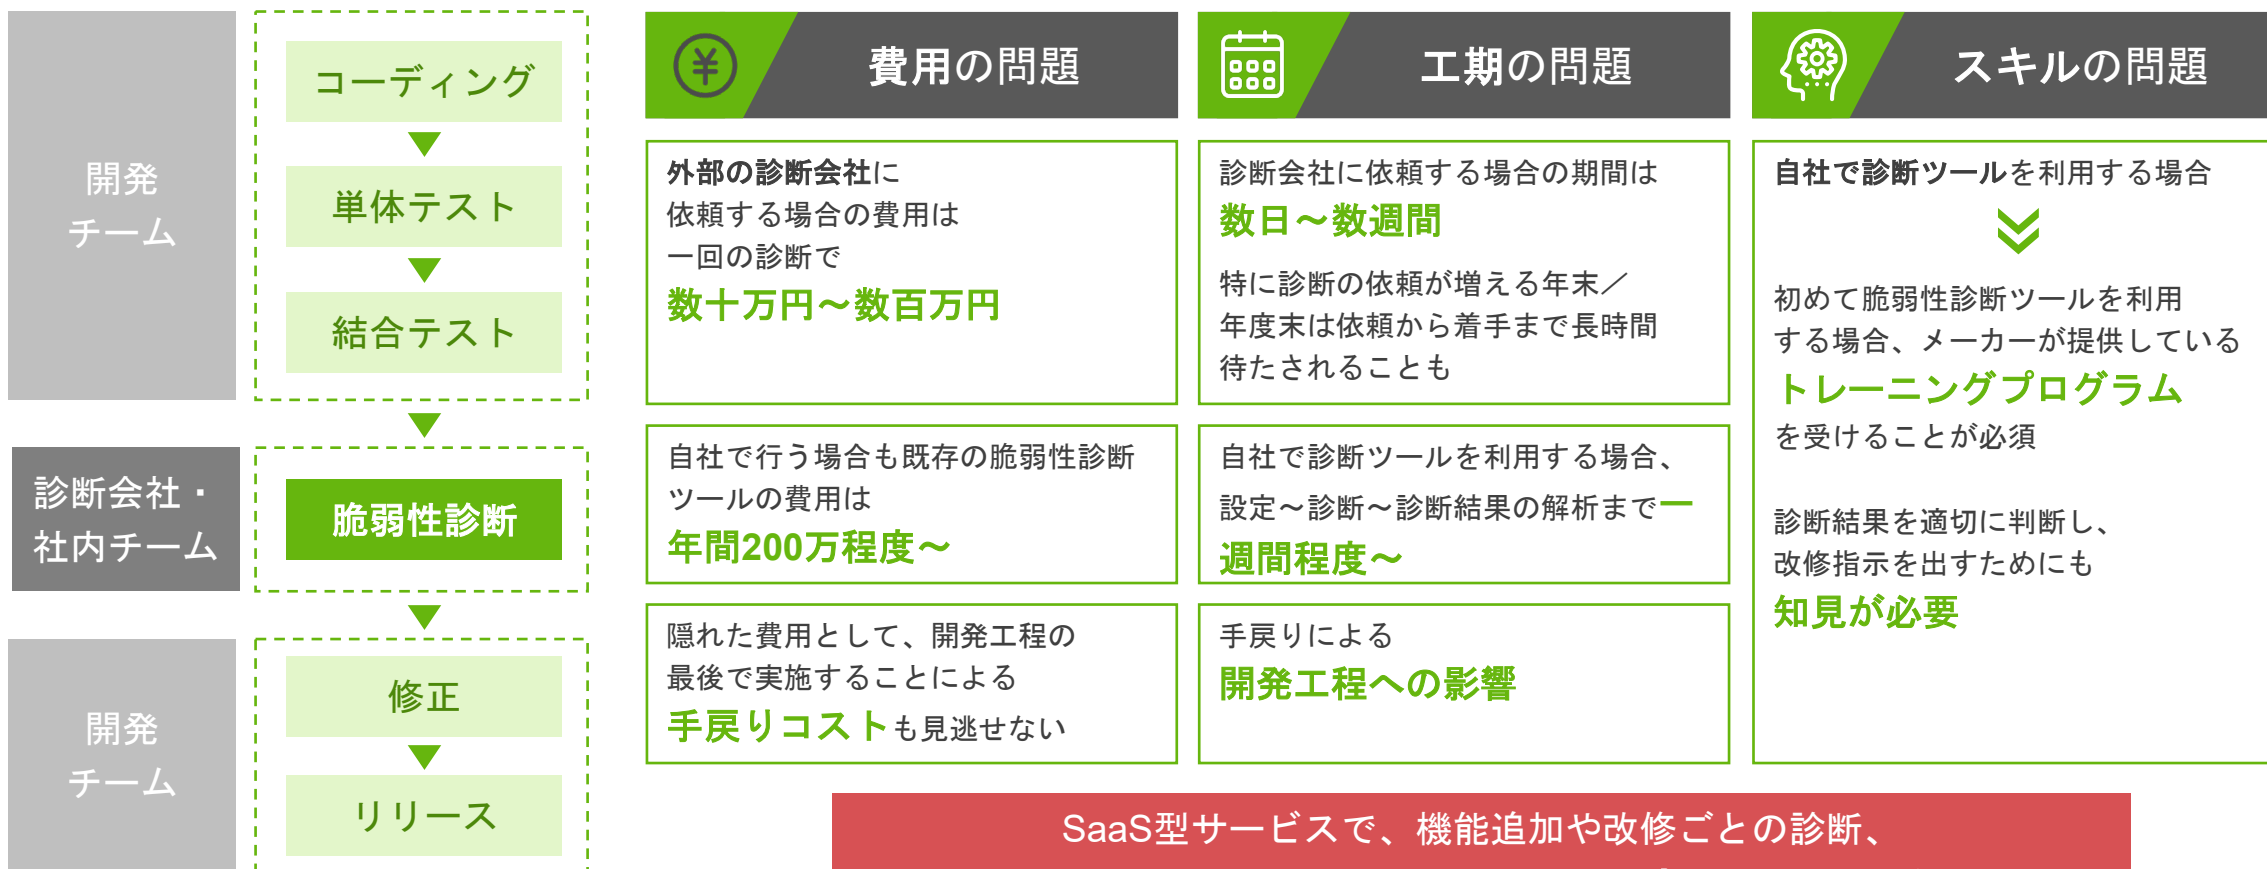 開発
チーム
コーディング
単体テスト
結合テスト
診断会社・
社内チーム
脆弱性診断
開発
チーム
修正
リリース
費用の問題
外部の診断会社に
依頼する場合の費用は
一回の診断で
数十万円～数百万円
自社で行う場合も既存の脆弱性診断
ツールの費用は
年間200万程度～
隠れた費用として、開発工程の
最後で実施することによる
手戻りコストも見逃せない
工期の問題
診断会社に依頼する場合の期間は
数日～数週間
特に診断の依頼が増える年末／
年度末は依頼から着手まで長時間
待たされることも
自社で診断ツールを利用する場合、
設定～診断～診断結果の解析まで一
週間程度～
手戻りによる
開発工程への影響
スキルの問題
自社で診断ツールを利用する場合
初めて脆弱性診断ツールを利用
する場合、メーカーが提供している
トレーニングプログラム
を受けることが必須
診断結果を適切に判断し、
改修指示を出すためにも
知見が必要
SaaS型サービスで、機能追加や改修ごとの診断、